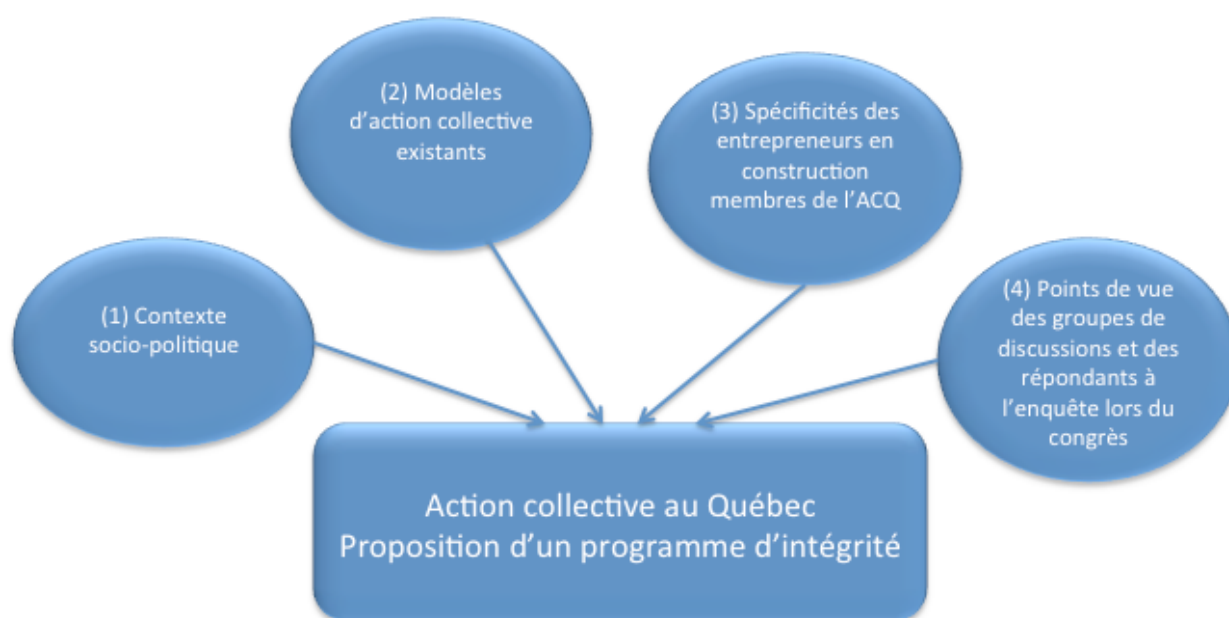 (1) Contexte
socio-politique
(2) Modèles
d'action collective
existants
(3) Spécificités des
entrepreneurs en
construction
membres de l'ACQ
(4) Points de vue
des groupes de
discussions et des
répondants à
l'enquête lors du
congrès
Action collective au Québec
Proposition d'un programme d'intégrité